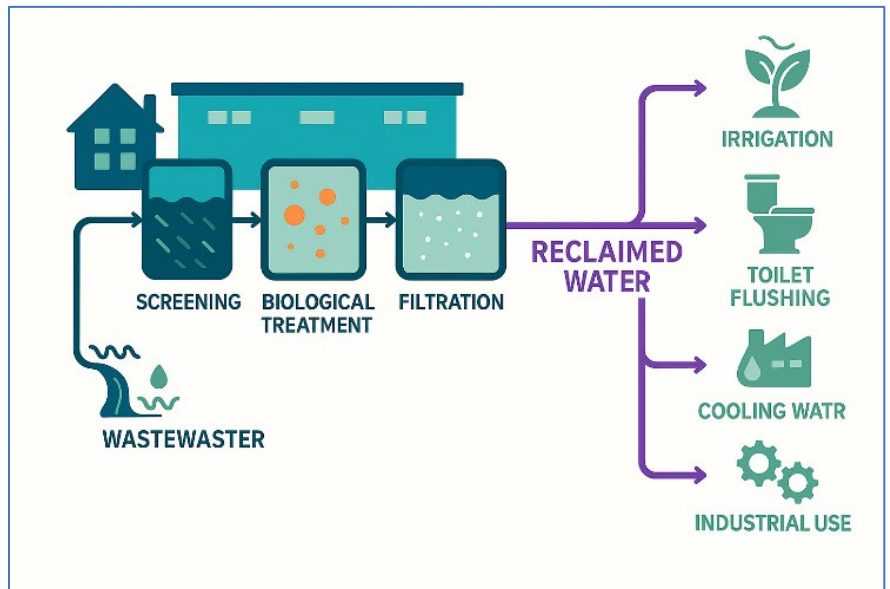 SCREENING
BIOLOGICAL
TREATMENT
FILTRATION
WASTEWASTER
RECLAIMED
WATER
IRRIGATION
TOILET
FLUSHING
COOLING WATR
INDUSTRIAL USE